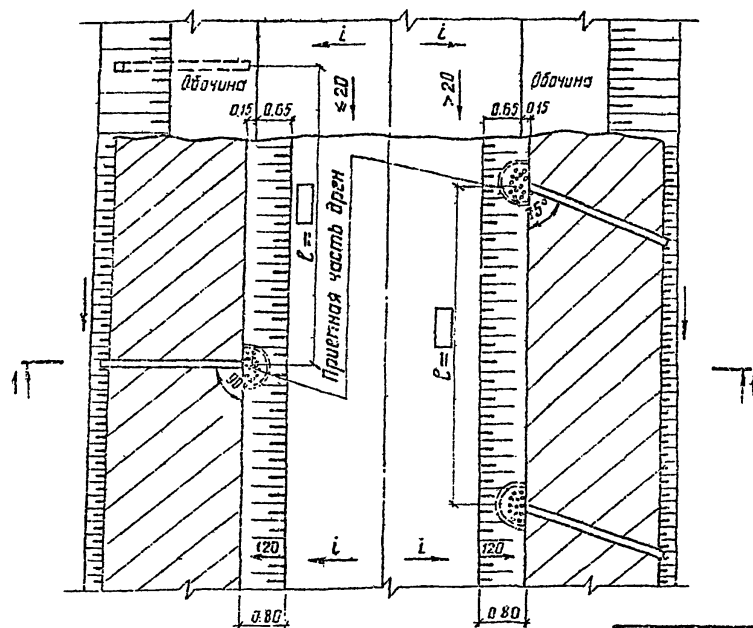 i i
Обочина Обочина
≤ 20 > 20
0.15 0.65 0.65 0.15
ℓ =
Приемная часть дрен
ℓ =
90°
1 1
120 i i 120
0.80 0.80